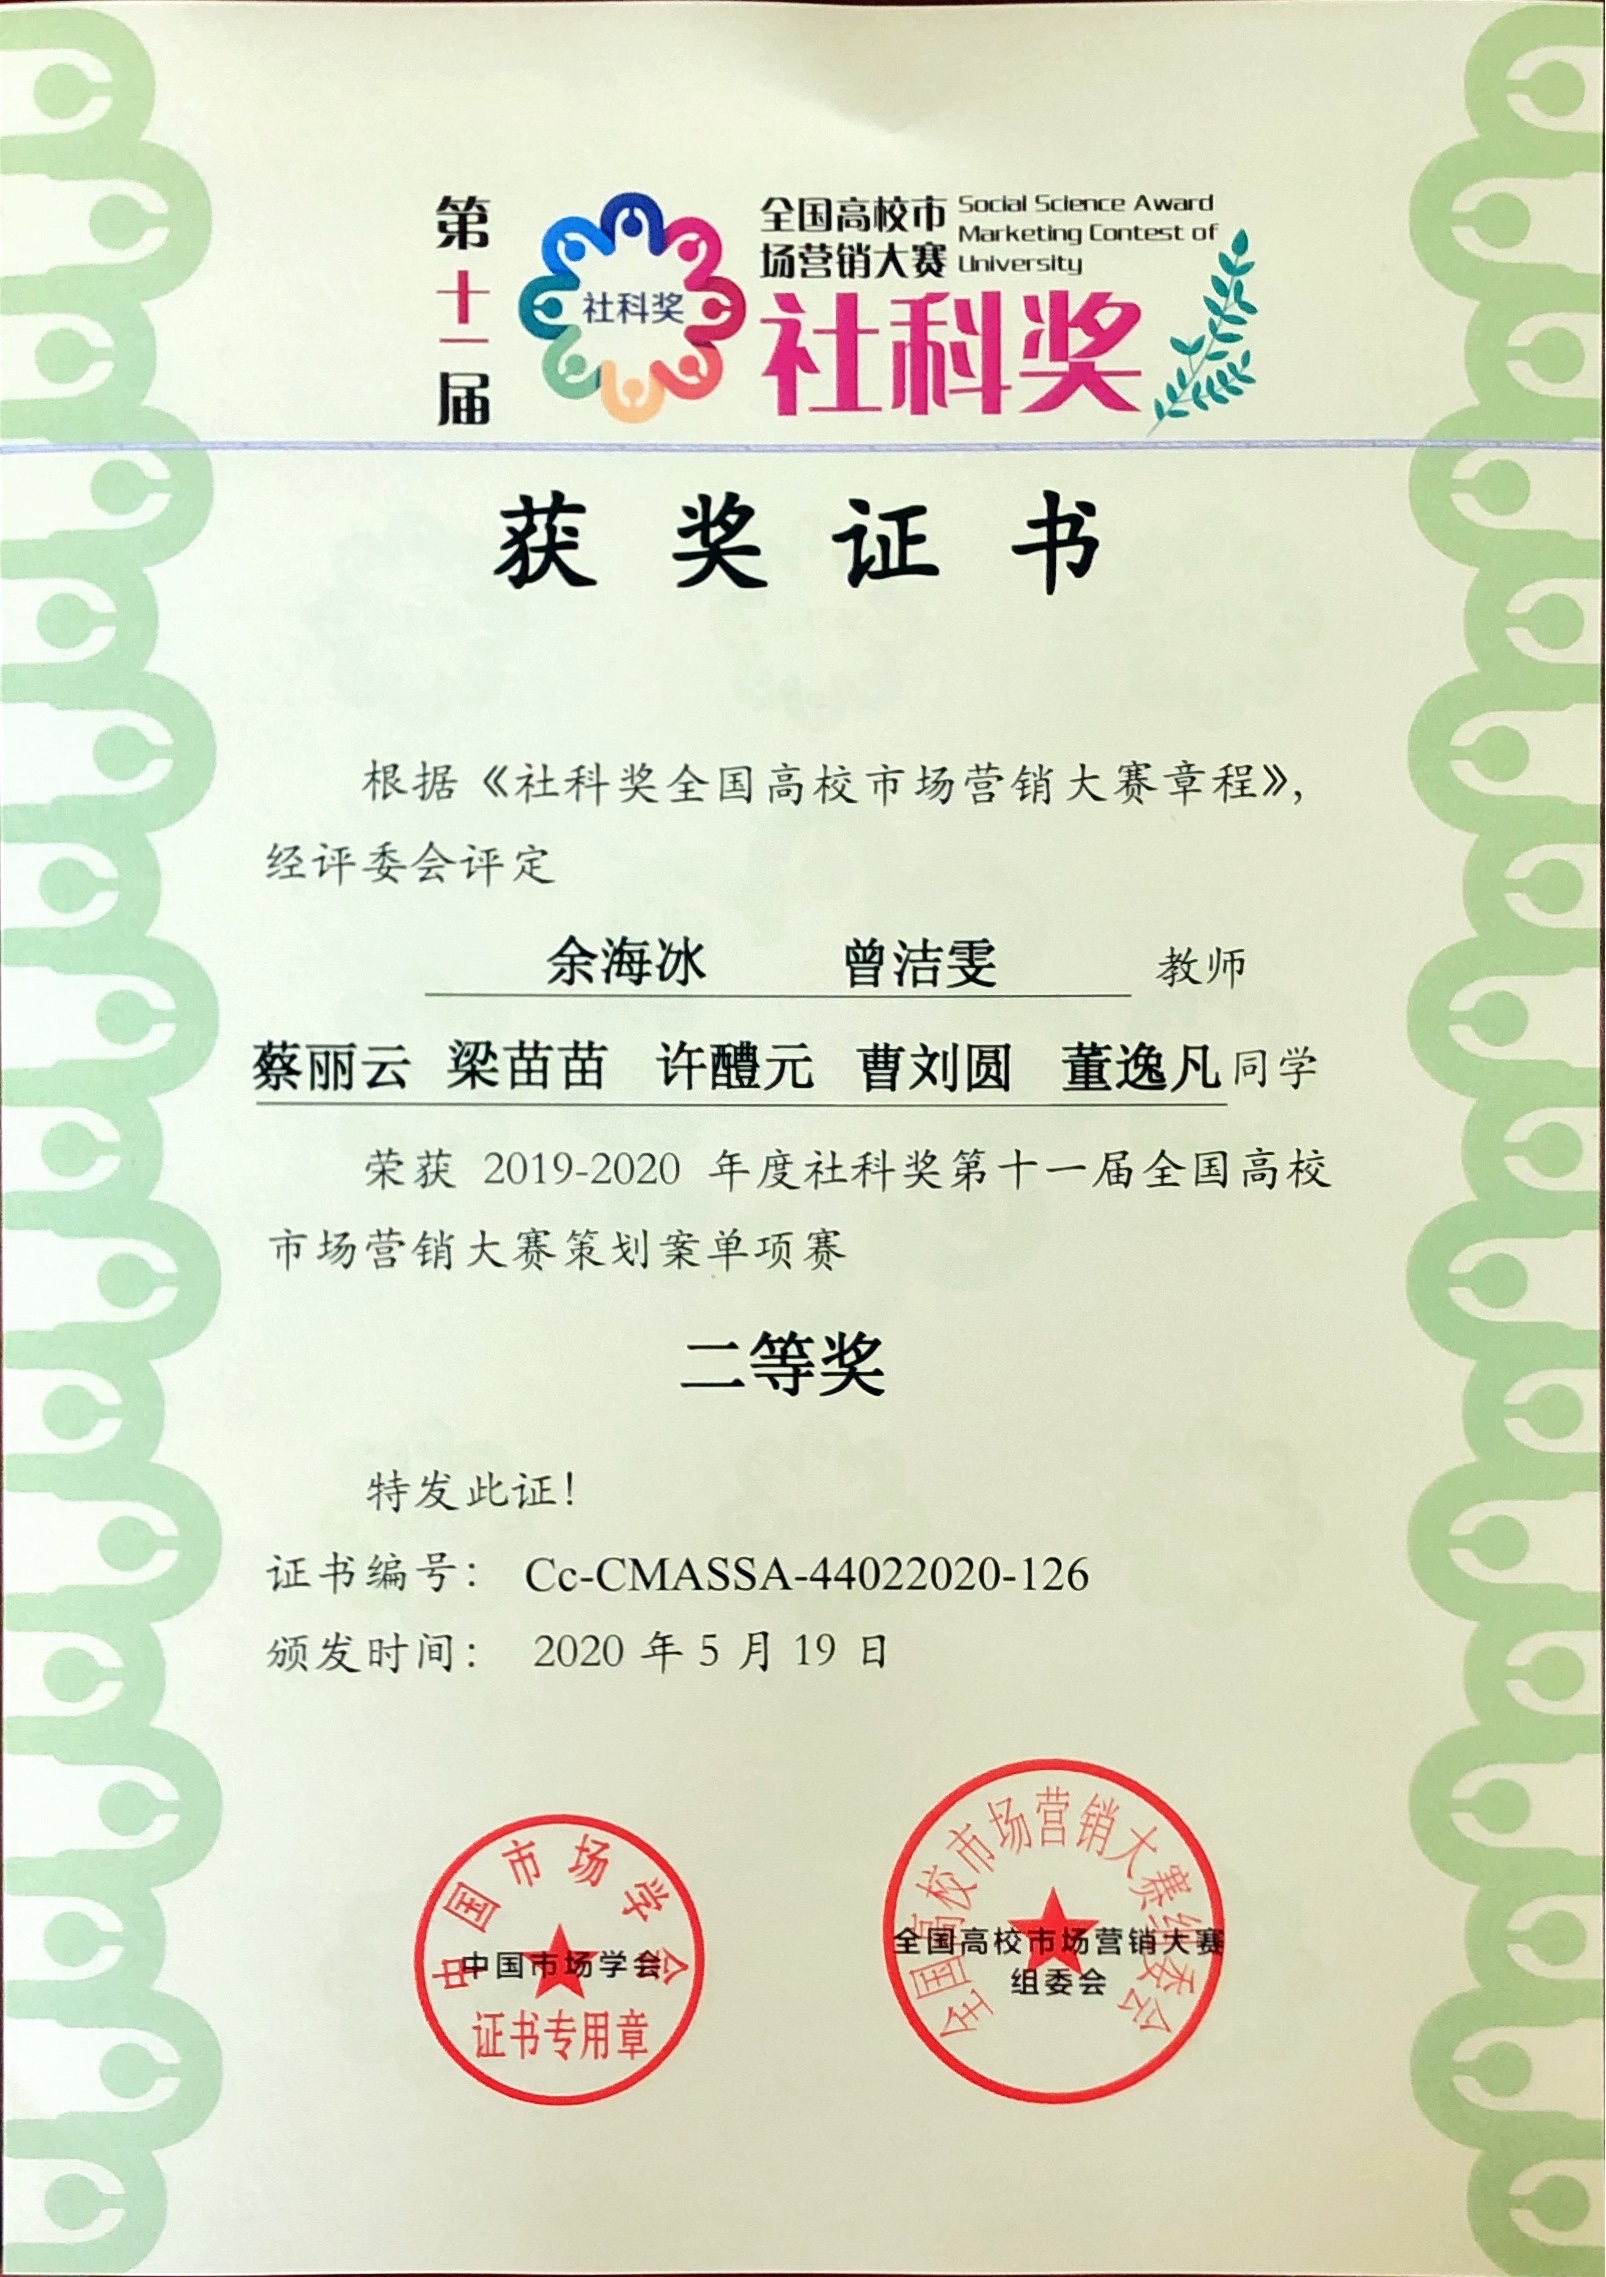 第十一届
社科奖
全国高校市
场营销大赛
Social Science Award
Marketing Contest of
University
社科奖
获奖证书
根据《社科奖全国高校市场营销大赛章程》，
经评委会评定
余海冰 曾洁雯 教师
蔡丽云 梁苗苗 许醴元 曹刘圆 董逸凡同学
荣获 2019-2020 年度社科奖第十一届全国高校
市场营销大赛策划案单项赛
二等奖
特发此证！
证书编号： Cc-CMASSA-44022020-126
颁发时间： 2020 年 5 月 19 日
中国市场学会
中国市场学会
证书专用章
全国高校市场营销大赛组委会
全国高校市场营销大赛
组委会